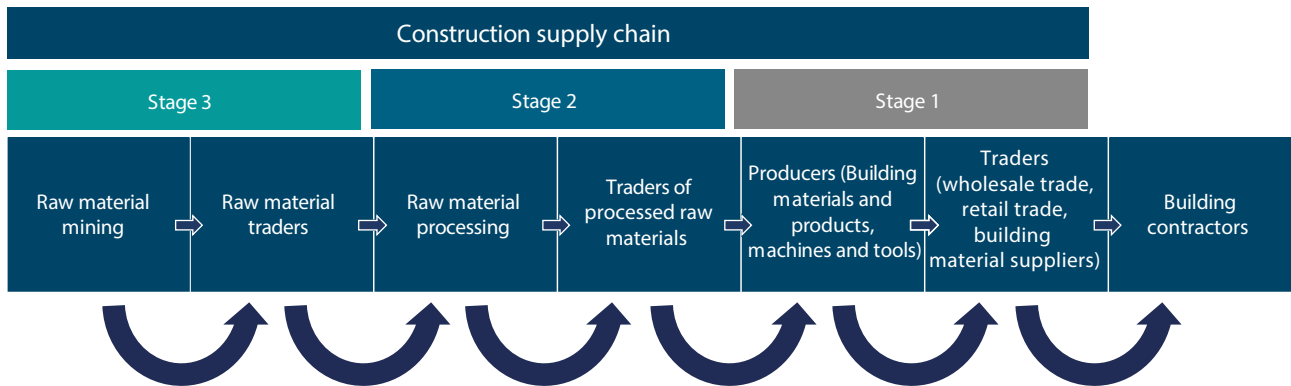 Construction supply chain
Stage 3
Stage 2
Stage 1
Raw material
mining
Raw material
traders
Raw material
processing
Traders of
processed raw
materials
Producers (Building
materials and
products,
machines and tools)
Traders
(wholesale trade,
retail trade,
building
material suppliers)
Building
contractors